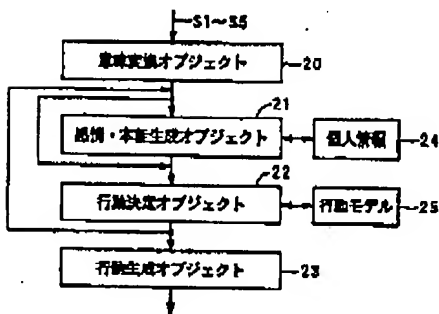 S1～S5
意味変換オブジェクト
20
21
感情・本能生成オブジェクト
個人情報
24
22
行動決定オブジェクト
行動モデル
25
行動生成オブジェクト
23